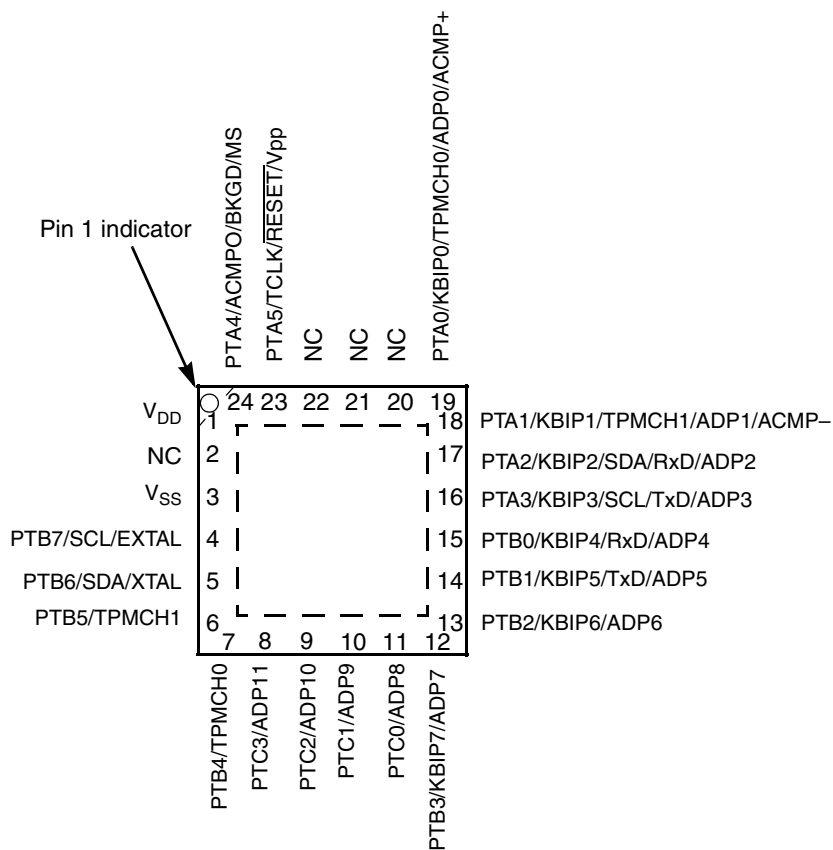 Pin 1 indicator
PTA4/ACMPO/BKGD/MS
PTA5/TCLK/RESET/Vpp
NC
NC
NC
PTA0/KBIP0/TPMCH0/ADP0/ACMP+
24 23 22 21 20 19
VDD 1
NC 2
VSS 3
PTB7/SCL/EXTAL 4
PTB6/SDA/XTAL 5
PTB5/TPMCH1 6
18 PTA1/KBIP1/TPMCH1/ADP1/ACMP–
17 PTA2/KBIP2/SDA/RxD/ADP2
16 PTA3/KBIP3/SCL/TxD/ADP3
15 PTB0/KBIP4/RxD/ADP4
14 PTB1/KBIP5/TxD/ADP5
13 PTB2/KBIP6/ADP6
7 8 9 10 11 12
PTB4/TPMCH0
PTC3/ADP11
PTC2/ADP10
PTC1/ADP9
PTC0/ADP8
PTB3/KBIP7/ADP7